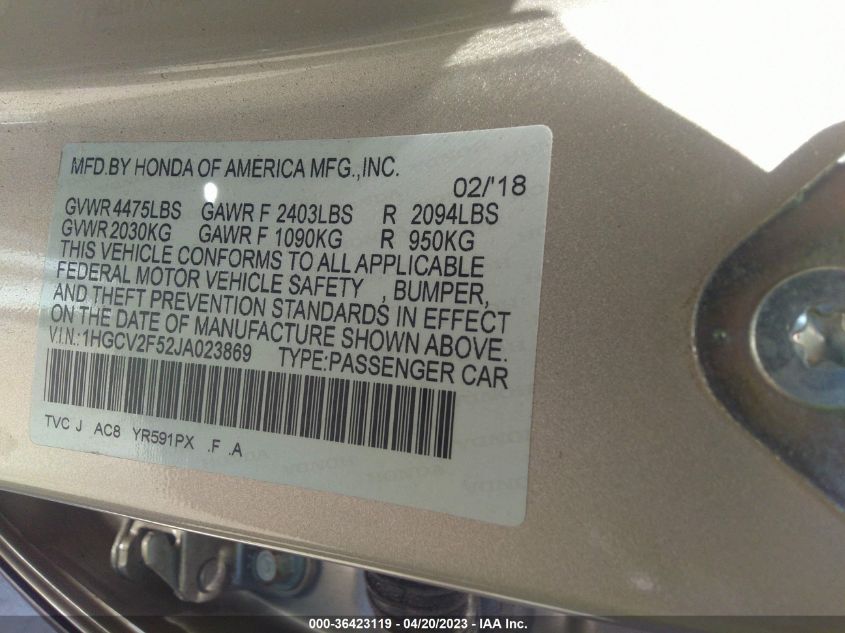 MFD.BY HONDA OF AMERICA MFG.,INC.
02/'18
GVWR 4475LBS GAWR F 2403LBS R 2094LBS
GVWR 2030KG GAWR F 1090KG R 950KG
THIS VEHICLE CONFORMS TO ALL APPLICABLE
FEDERAL MOTOR VEHICLE SAFETY , BUMPER,
AND THEFT PREVENTION STANDARDS IN EFFECT
ON THE DATE OF MANUFACTURE SHOWN ABOVE.
V.I.N.: 1HGCV2F52JA023869 TYPE:PASSENGER CAR
TVC J AC8 YR591PX .F .A
HONDA HONDA
000-36423119 - 04/20/2023 - IAA Inc.